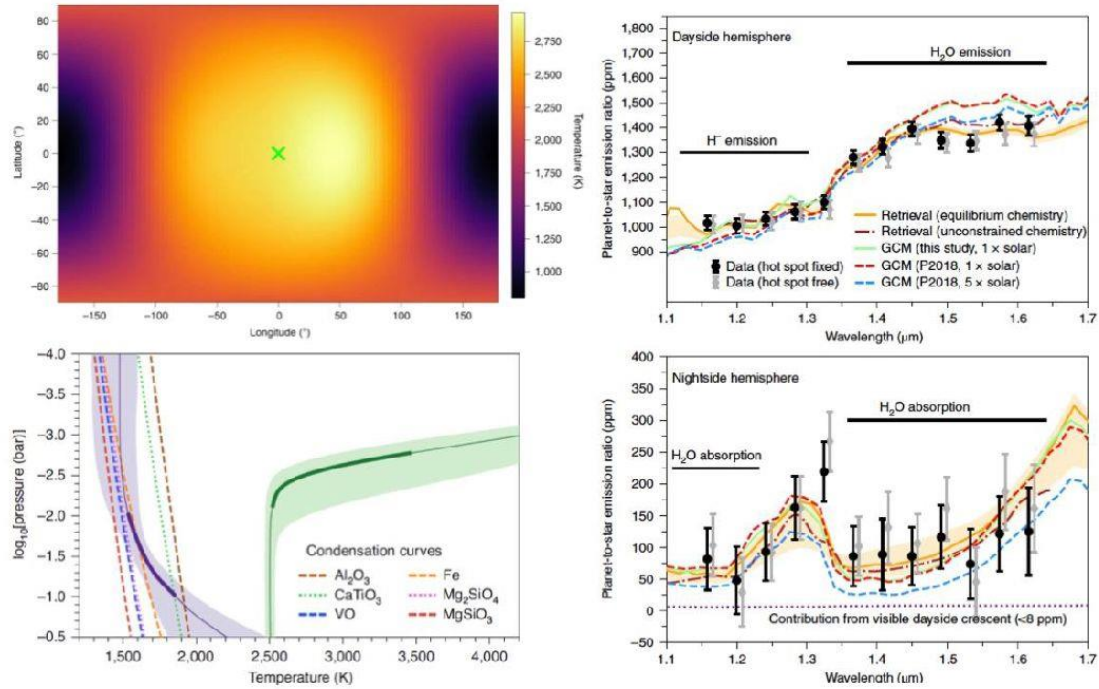 80
60
40
20
0
−20
−40
−60
−80
Latitude (°)
−150
−100
−50
0
50
100
150
Longitude (°)
2,750
2,500
2,250
2,000
1,750
1,500
1,250
1,000
Temperature (K)
1,850
1,800
1,700
1,600
1,500
1,400
1,300
1,200
1,100
1,000
900
750
Planet-to-star emission ratio (ppm)
Dayside hemisphere
H2O emission
H− emission
Retrieval (equilibrium chemistry)
Retrieval (unconstrained chemistry)
GCM (this study, 1 × solar)
GCM (P2018, 1 × solar)
GCM (P2018, 5 × solar)
Data (hot spot fixed)
Data (hot spot free)
1.1
1.2
1.3
1.4
1.5
1.6
1.7
Wavelength (μm)
−4.0
−3.5
−3.0
−2.5
−2.0
−1.5
−1.0
−0.5
log10[pressure (bar)]
Condensation curves
Al2O3
CaTiO3
VO
Fe
Mg2SiO4
MgSiO3
1,500
2,000
2,500
3,000
3,500
4,000
Temperature (K)
400
350
300
250
200
150
100
50
0
−50
Planet-to-star emission ratio (ppm)
Nightside hemisphere
H2O absorption
H2O absorption
Contribution from visible dayside crescent (<8 ppm)
1.1
1.2
1.3
1.4
1.5
1.6
1.7
Wavelength (μm)